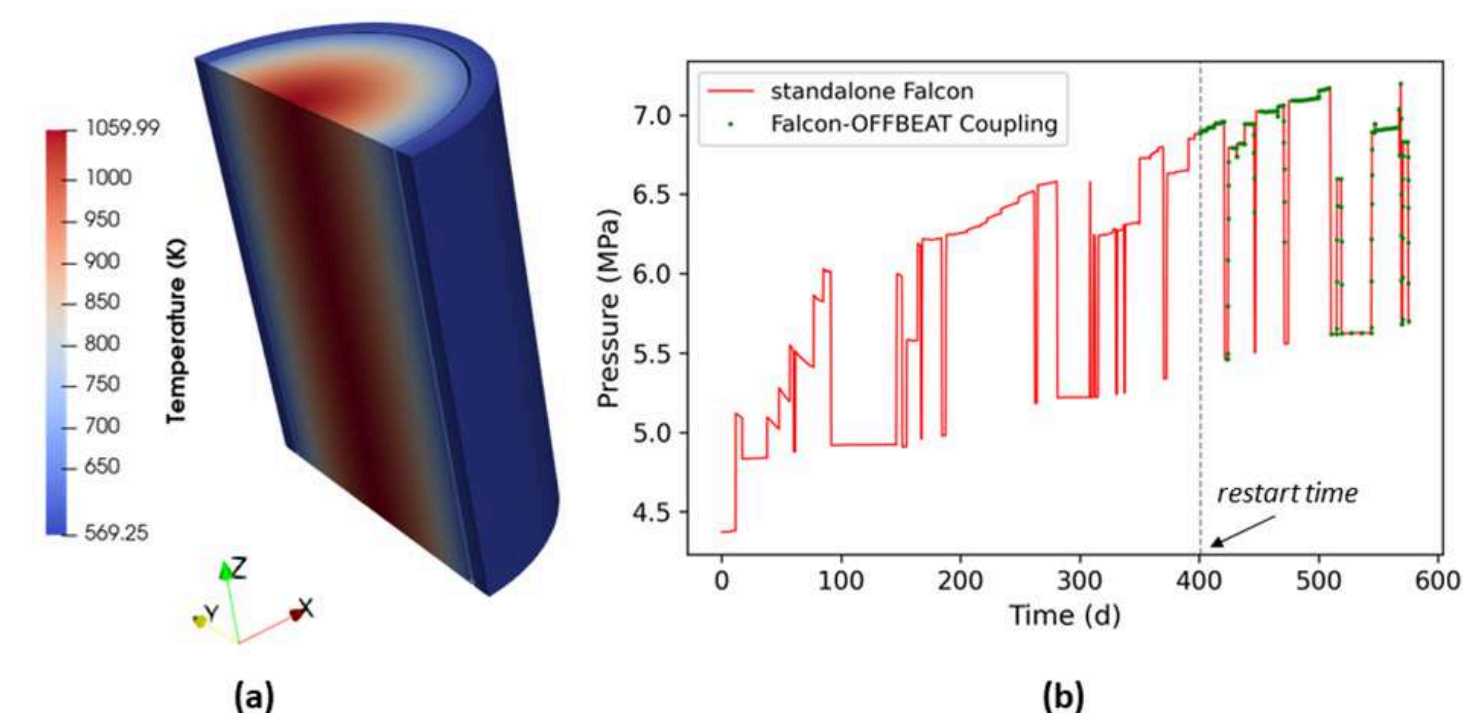 1059.99
1000
950
900
850
800
750
700
650
569.25
Temperature (K)
Z
Y
X
(a)
standalone Falcon
Falcon-OFFBEAT Coupling
7.0
6.5
6.0
5.5
5.0
4.5
Pressure (MPa)
restart time
0 100 200 300 400 500 600
Time (d)
(b)